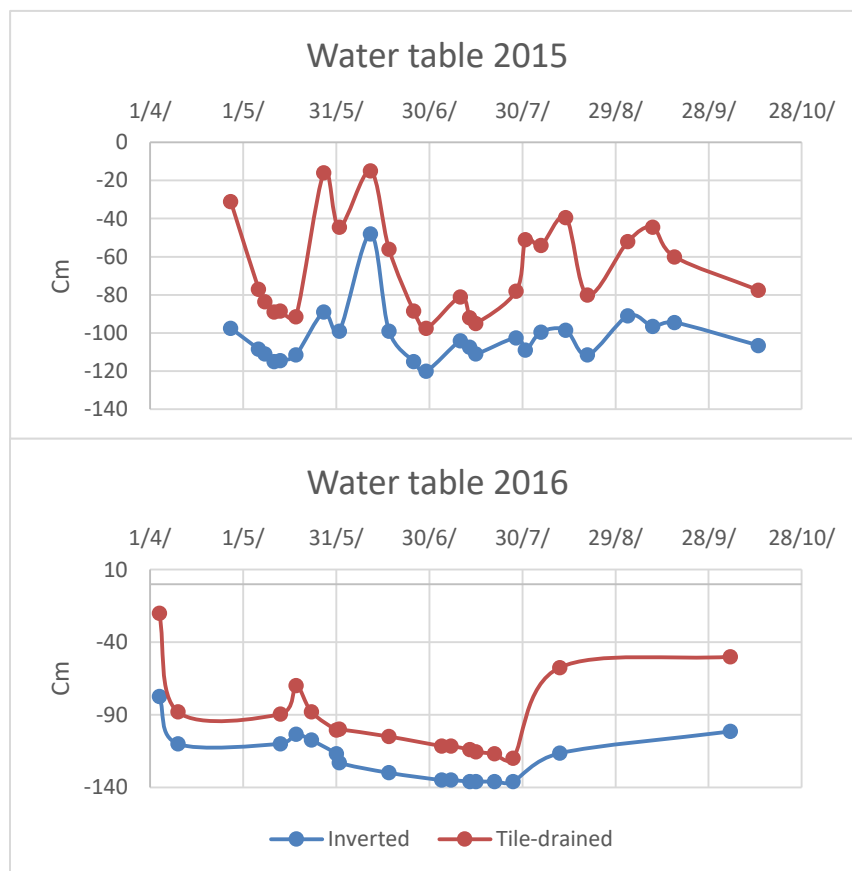 Water table 2015
1/4/ 1/5/ 31/5/ 30/6/ 30/7/ 29/8/ 28/9/ 28/10/
0
-20
-40
-60
-80
-100
-120
-140
Cm
Water table 2016
1/4/ 1/5/ 31/5/ 30/6/ 30/7/ 29/8/ 28/9/ 28/10/
10
-40
-90
-140
Cm
Inverted Tile-drained